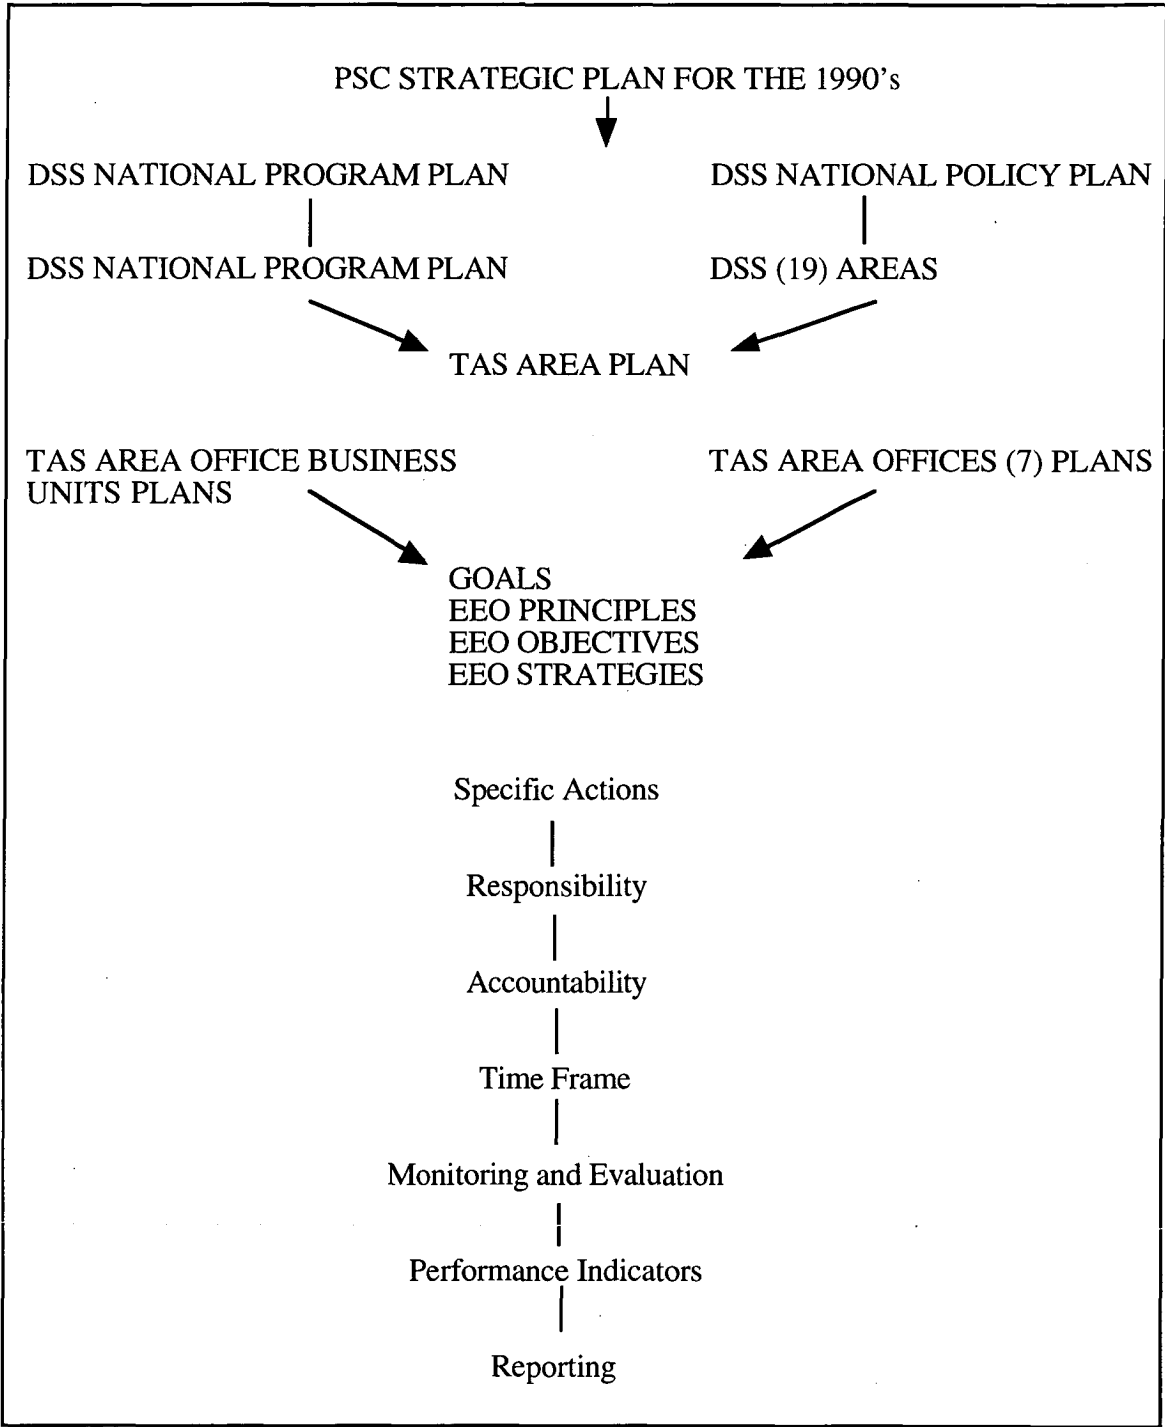 PSC STRATEGIC PLAN FOR THE 1990's
DSS NATIONAL PROGRAM PLAN
DSS NATIONAL POLICY PLAN
DSS NATIONAL PROGRAM PLAN
DSS (19) AREAS
TAS AREA PLAN
TAS AREA OFFICE BUSINESS
UNITS PLANS
TAS AREA OFFICES (7) PLANS
GOALS
EEO PRINCIPLES
EEO OBJECTIVES
EEO STRATEGIES
Specific Actions
Responsibility
Accountability
Time Frame
Monitoring and Evaluation
Performance Indicators
Reporting